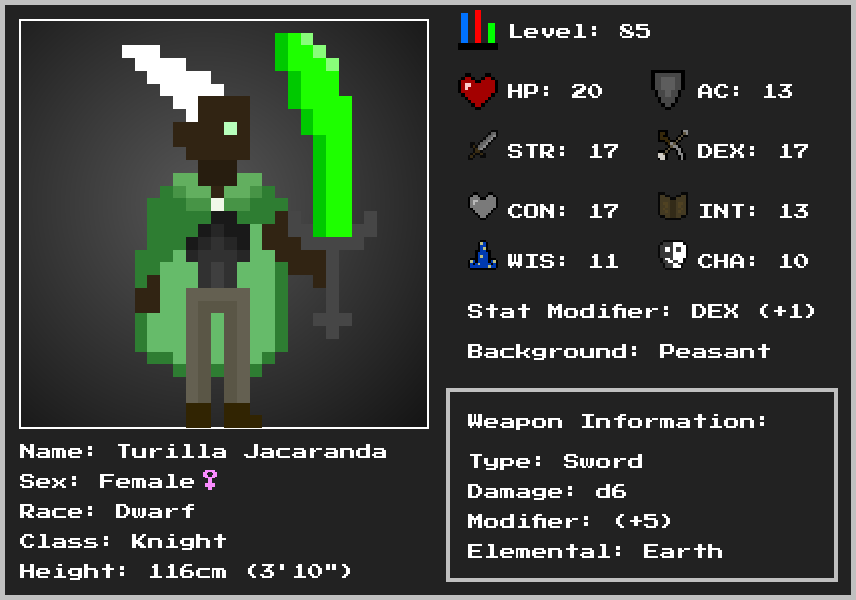 Level: 85
HP: 20
AC: 13
STR: 17
DEX: 17
CON: 17
INT: 13
WIS: 11
CHA: 10
Stat Modifier: DEX (+1)
Background: Peasant
Weapon Information:
Type: Sword
Damage: d6
Modifier: (+5)
Elemental: Earth
Name: Turilla Jacaranda
Sex: Female♀
Race: Dwarf
Class: Knight
Height: 116cm (3'10")